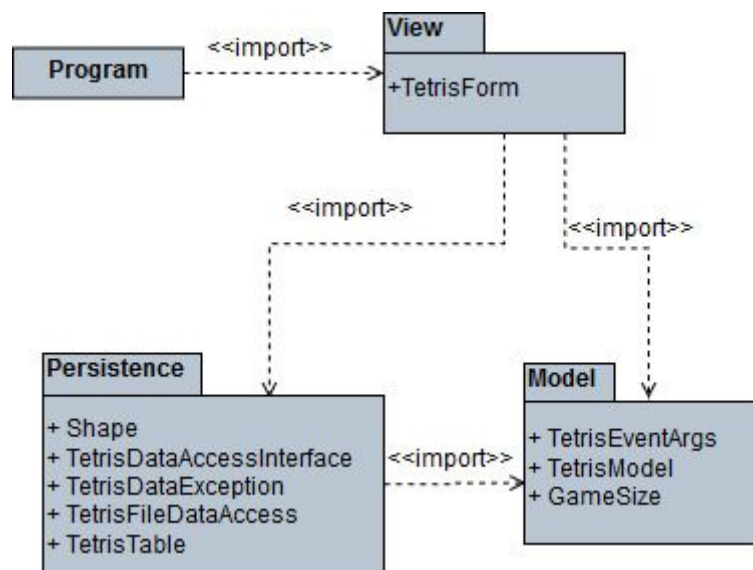 View
<<import>>
Program
+TetrisForm
<<import>>
<<import>>
Persistence
+ Shape
+ TetrisDataAccessInterface
+ TetrisDataException
+ TetrisFileDataAccess
+ TetrisTable
<<import>>
Model
+ TetrisEventArgs
+ TetrisModel
+ GameSize